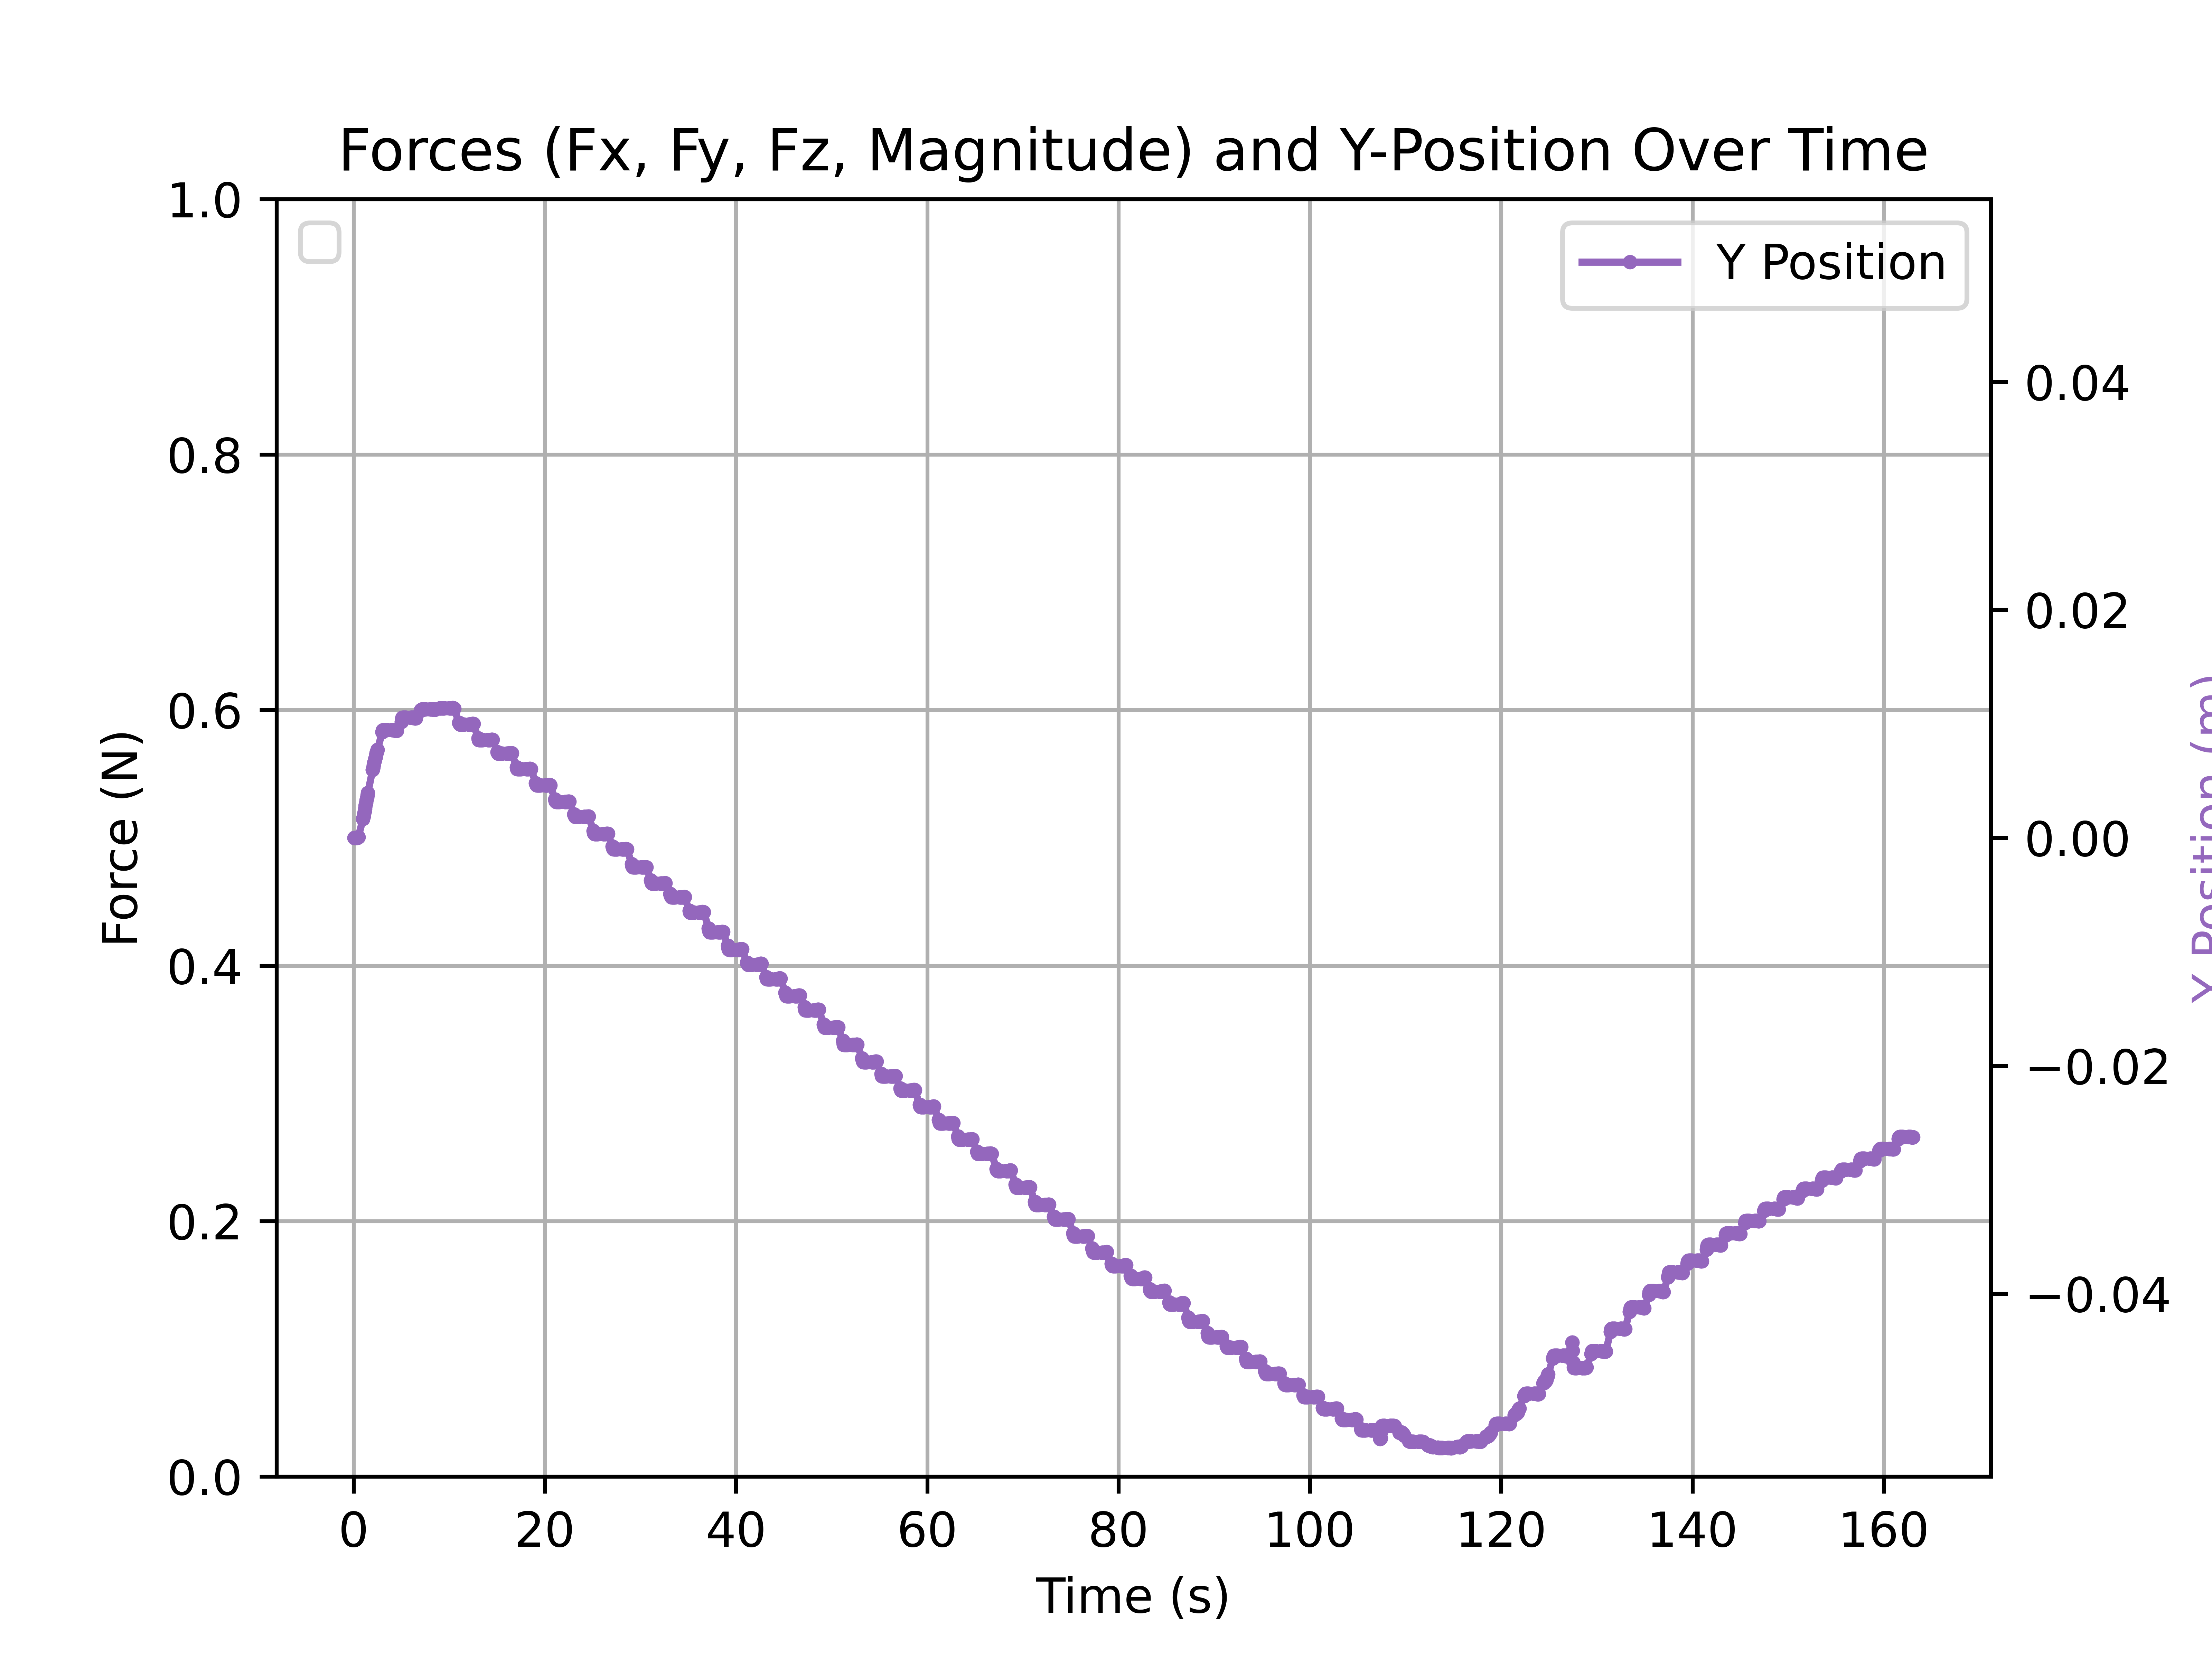 Forces (Fx, Fy, Fz, Magnitude) and Y-Position Over Time
Y Position
1.0
0.8
0.6
0.4
0.2
0.0
Force (N)
0.04
0.02
0.00
−0.02
−0.04
Y Position (m)
0 20 40 60 80 100 120 140 160
Time (s)